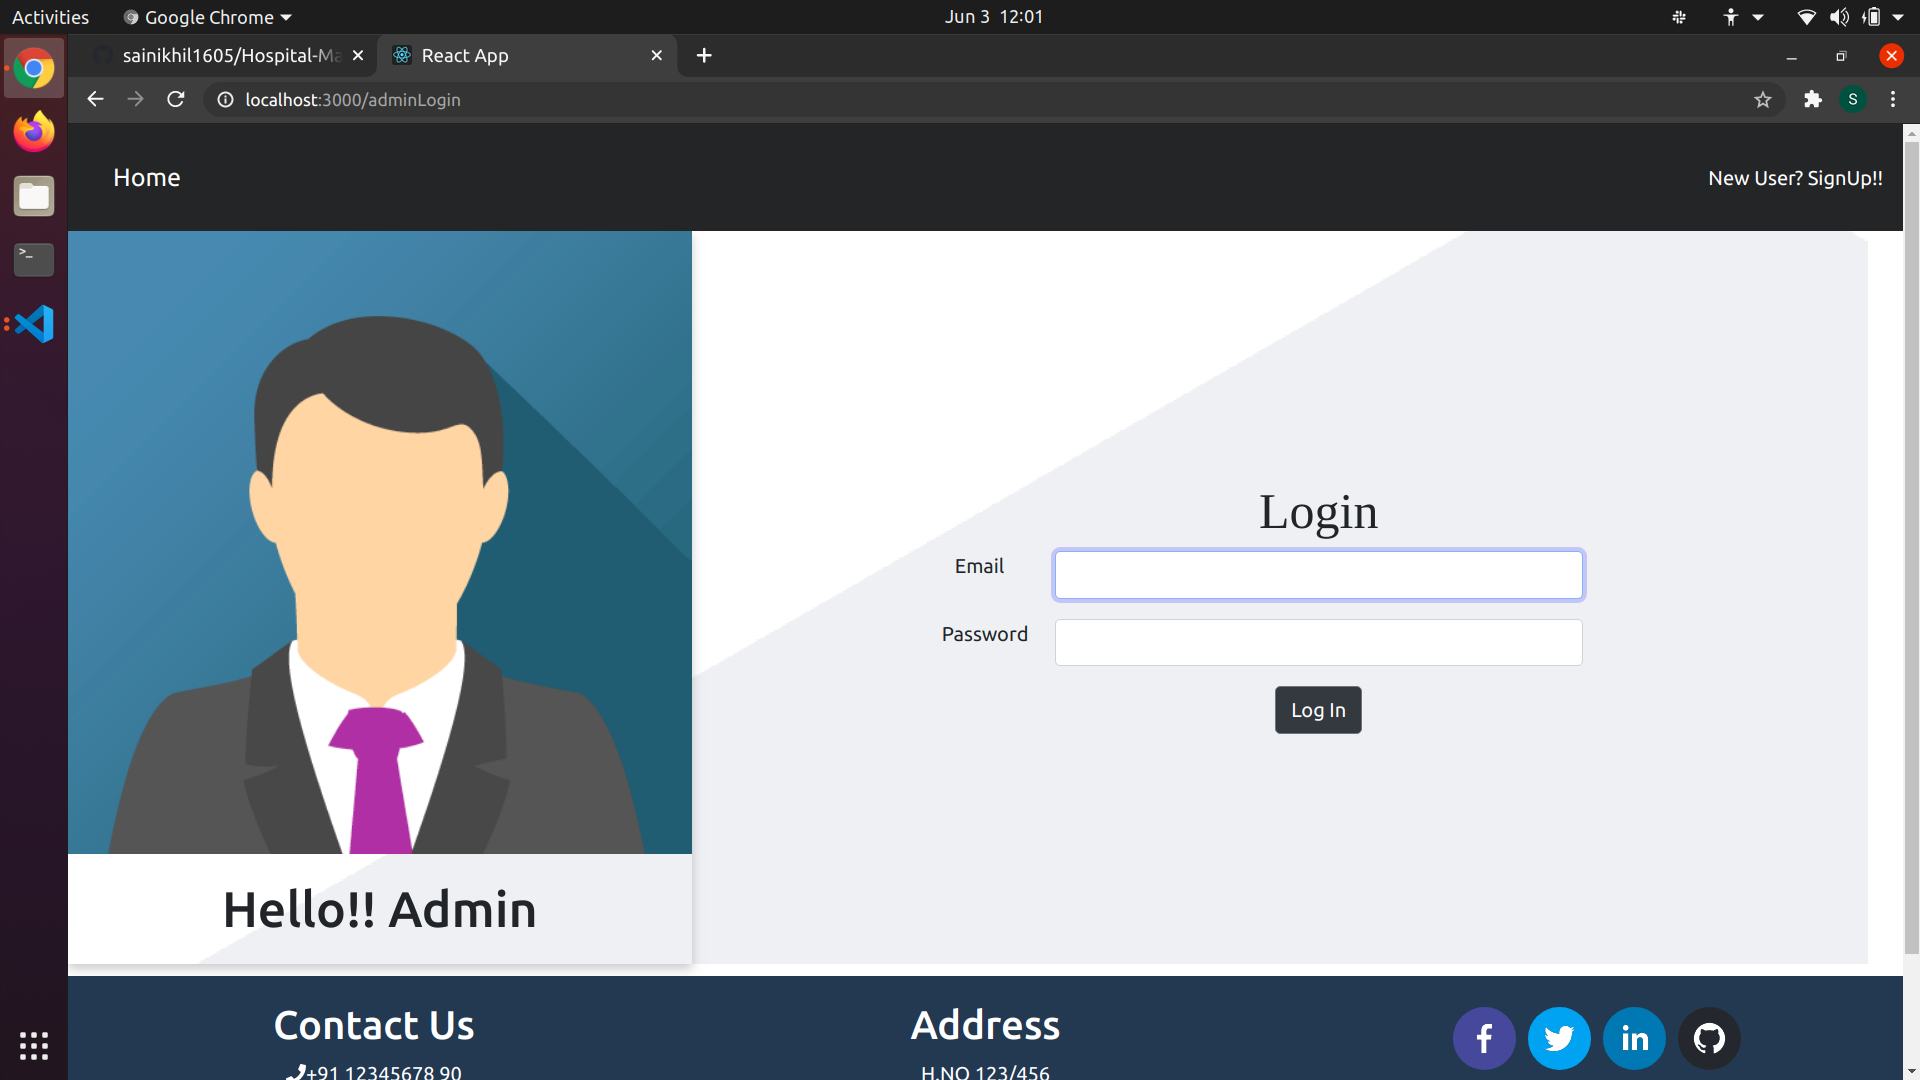 Activities Google Chrome Jun 3 12:01
sainikhil1605/Hospital-Ma React App
localhost:3000/adminLogin S
Home New User? SignUp!!
Login
Email
Password
Log In
Hello!! Admin
Contact Us Address
+91 12345678 90 H.NO 123/456